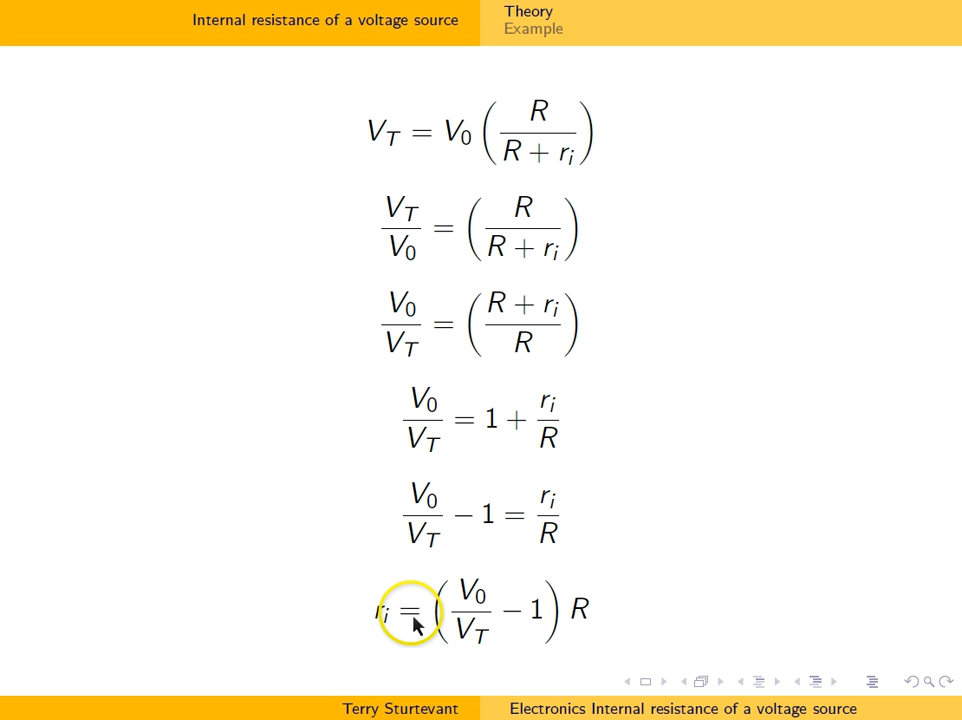 Internal resistance of a voltage source
Theory
Example
V_T = V_0 (R / (R + r_i))
V_T / V_0 = (R / (R + r_i))
V_0 / V_T = ((R + r_i) / R)
V_0 / V_T = 1 + r_i / R
V_0 / V_T − 1 = r_i / R
r_i = (V_0 / V_T − 1) R
Terry Sturtevant
Electronics Internal resistance of a voltage source